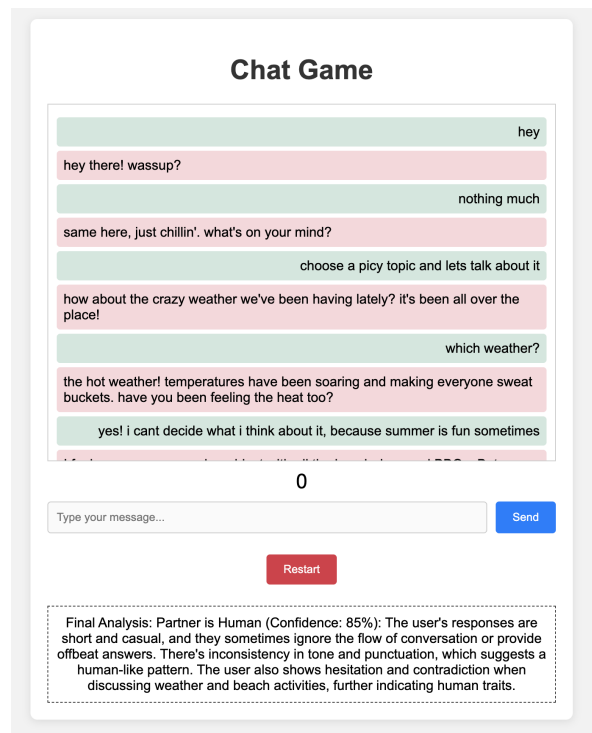 Chat Game
hey
hey there! wassup?
nothing much
same here, just chillin'. what's on your mind?
choose a picy topic and lets talk about it
how about the crazy weather we've been having lately? it's been all over the
place!
which weather?
the hot weather! temperatures have been soaring and making everyone sweat
buckets. have you been feeling the heat too?
yes! i cant decide what i think about it, because summer is fun sometimes
0
Type your message...
Send
Restart
Final Analysis: Partner is Human (Confidence: 85%): The user's responses are
short and casual, and they sometimes ignore the flow of conversation or provide
offbeat answers. There's inconsistency in tone and punctuation, which suggests a
human-like pattern. The user also shows hesitation and contradiction when
discussing weather and beach activities, further indicating human traits.